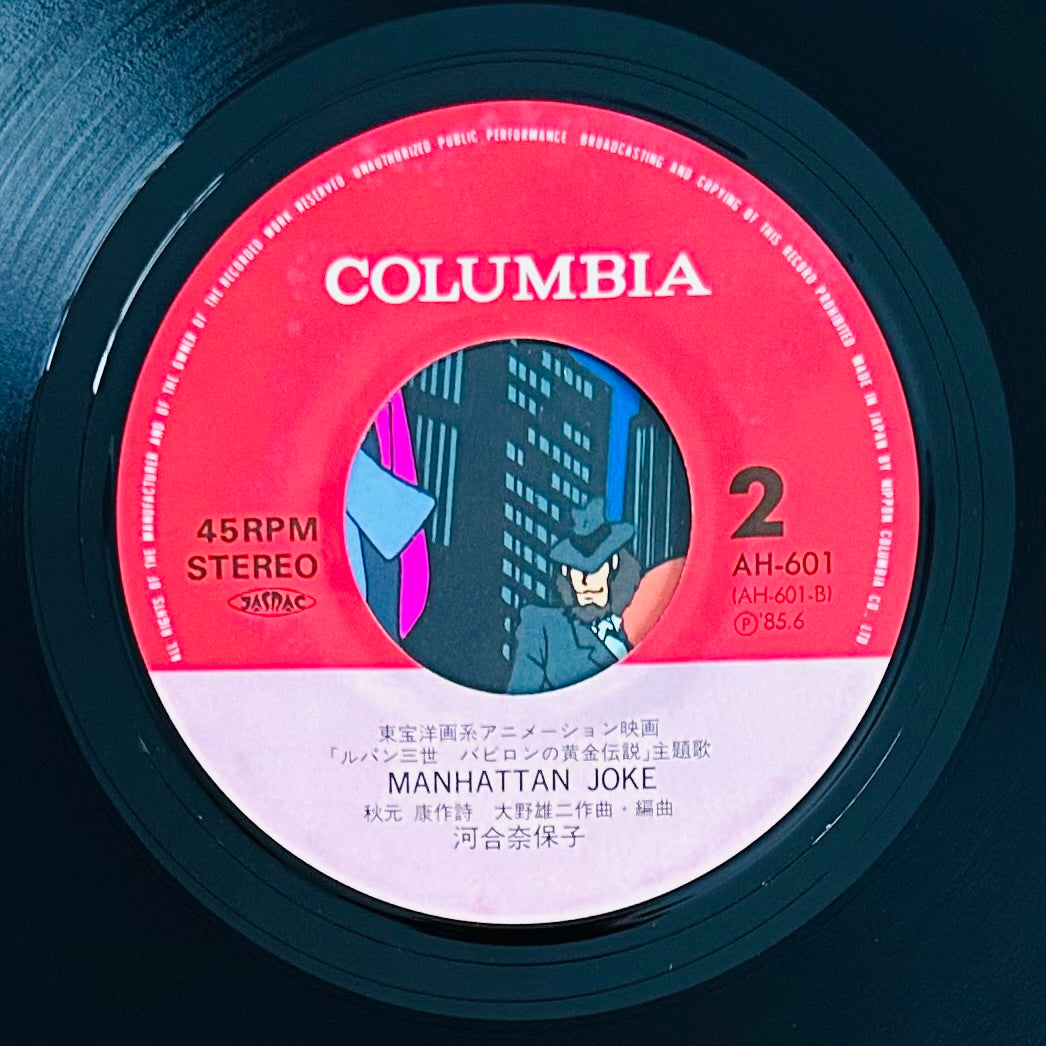 ALL RIGHTS OF THE MANUFACTURER AND OF THE OWNER OF THE RECORDED WORK RESERVED UNAUTHORIZED PUBLIC PERFORMANCE BROADCASTING AND COPYING OF THIS RECORD PROHIBITED MADE IN JAPAN BY NIPPON COLUMBIA CO., LTD
COLUMBIA
45RPM
STEREO
JASRAC
2
AH-601
(AH-601-B)
Ⓟ'85.6
東宝洋画系アニメーション映画
「ルパン三世 バビロンの黄金伝説」主題歌
MANHATTAN JOKE
秋元 康作詩 大野雄二作曲・編曲
河合奈保子